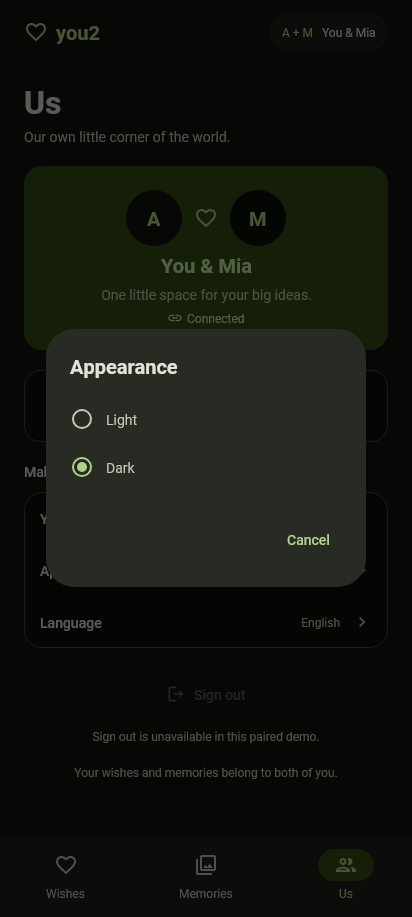 you2
A + M You & Mia
Us
Our own little corner of the world.
A
M
You & Mia
One little space for your big ideas.
Connected
Appearance
Light
Dark
Cancel
Language English
Sign out
Sign out is unavailable in this paired demo.
Your wishes and memories belong to both of you.
Wishes
Memories
Us